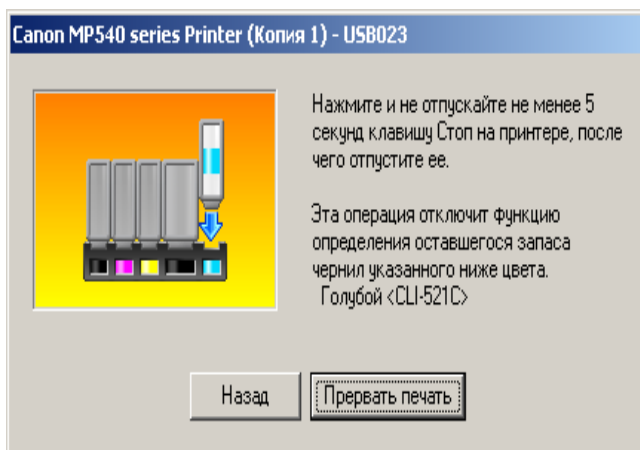 Canon MP540 series Printer (Копия 1) - USB023
Нажмите и не отпускайте не менее 5
секунд клавишу Стоп на принтере, после
чего отпустите ее.
Эта операция отключит функцию
определения оставшегося запаса
чернил указанного ниже цвета.
Голубой <CLI-521C>
Назад
Прервать печать